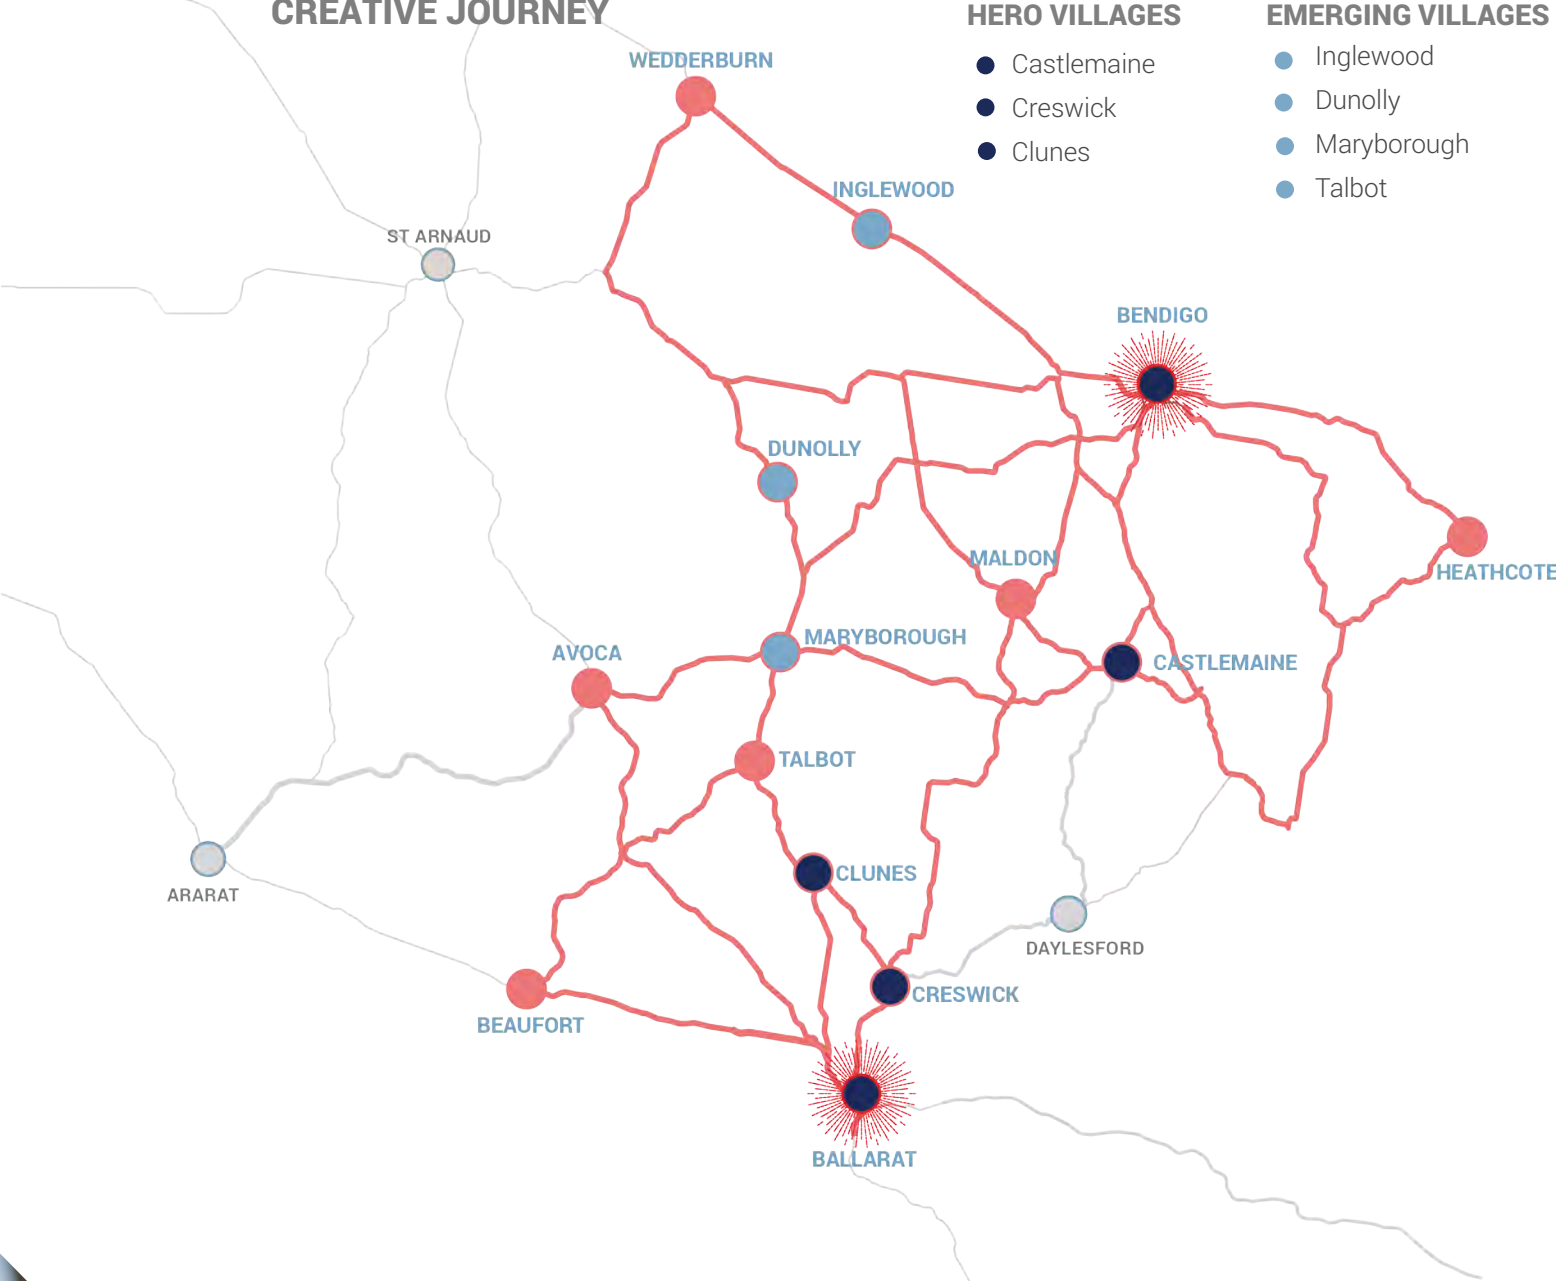 CREATIVE JOURNEY
HERO VILLAGES
Castlemaine
Creswick
Clunes
EMERGING VILLAGES
Inglewood
Dunolly
Maryborough
Talbot
WEDDERBURN
INGLEWOOD
ST ARNAUD
BENDIGO
DUNOLLY
MALDON
HEATHCOTE
MARYBOROUGH
AVOCA
CASTLEMAINE
TALBOT
CLUNES
ARARAT
DAYLESFORD
CRESWICK
BEAUFORT
BALLARAT